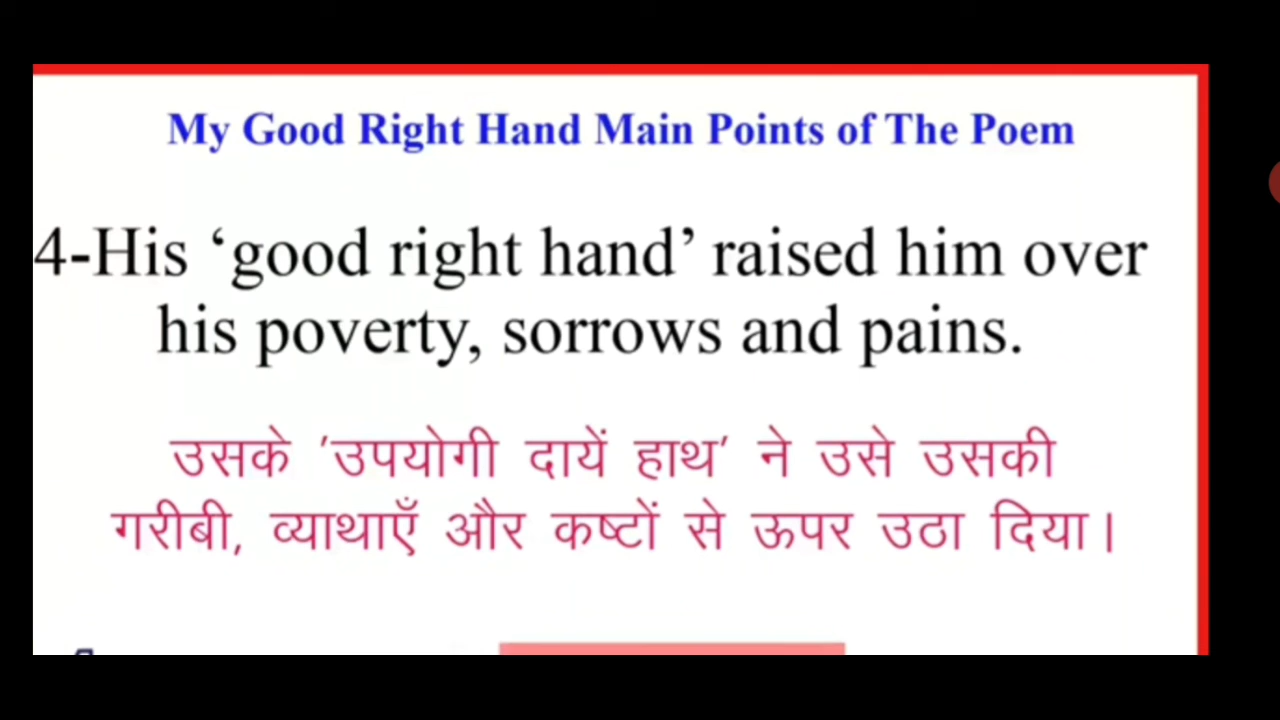 My Good Right Hand Main Points of The Poem
4-His ‘good right hand’ raised him over
his poverty, sorrows and pains.
उसके ’उपयोगी दायें हाथ’ ने उसे उसकी
गरीबी, व्याथाएँ और कष्टों से ऊपर उठा दिया।